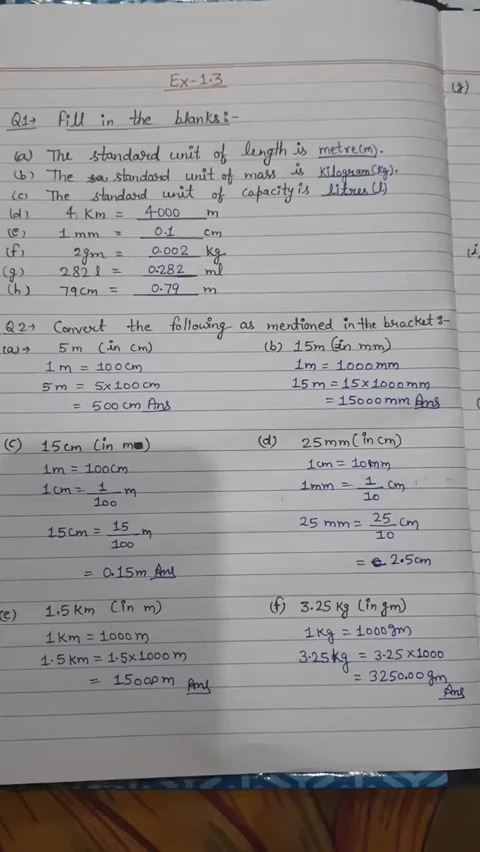 Ex-1.3
Q1→ Fill in the blanks:-
(a) The standard unit of length is metre(m).
(b) The standard unit of mass is Kilogram(Kg).
(c) The standard unit of capacity is litres(l)
(d) 4 Km = 4000 m
(e) 1 mm = 0.1 cm
(f) 2gm = 0.002 kg
(g) 282 l = 0.282 ml
(h) 79cm = 0.79 m
Q2→ Convert the following as mentioned in the bracket:-
(a)→ 5m (in cm)
1 m = 100cm
5m = 5x100cm
= 500cm Ans
(b) 15m (in mm)
1m = 1000mm
15m = 15x1000mm
= 15000mm Ans
(c) 15cm (in m)
1m = 100cm
1cm = 1/100 m
15cm = 15/100 m
= 0.15m Ans
(d) 25mm (in cm)
1cm = 10mm
1mm = 1/10 cm
25 mm = 25/10 cm
= 2.5cm
(e) 1.5 Km (in m)
1Km = 1000m
1.5km = 1.5x1000m
= 1500m Ans
(f) 3.25 Kg (in gm)
1Kg = 1000gm
3.25kg = 3.25x1000
= 3250.00gm
Ans
(g)